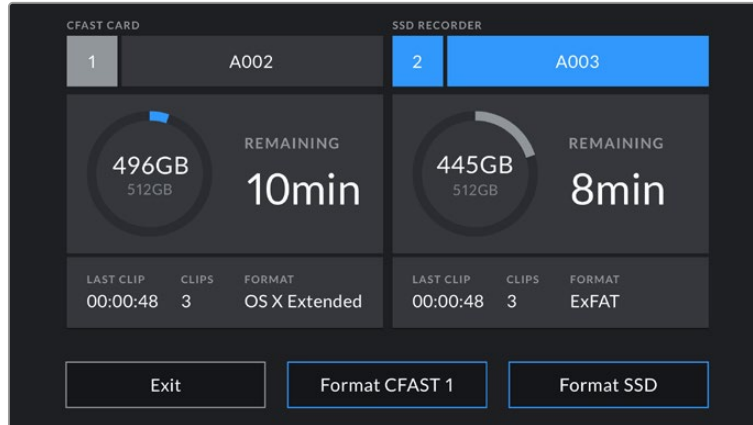 CFAST CARD
1 A002
496GB
512GB
REMAINING
10min
LAST CLIP CLIPS FORMAT
00:00:48 3 OS X Extended
SSD RECORDER
2 A003
445GB
512GB
REMAINING
8min
LAST CLIP CLIPS FORMAT
00:00:48 3 ExFAT
Exit Format CFAST 1 Format SSD